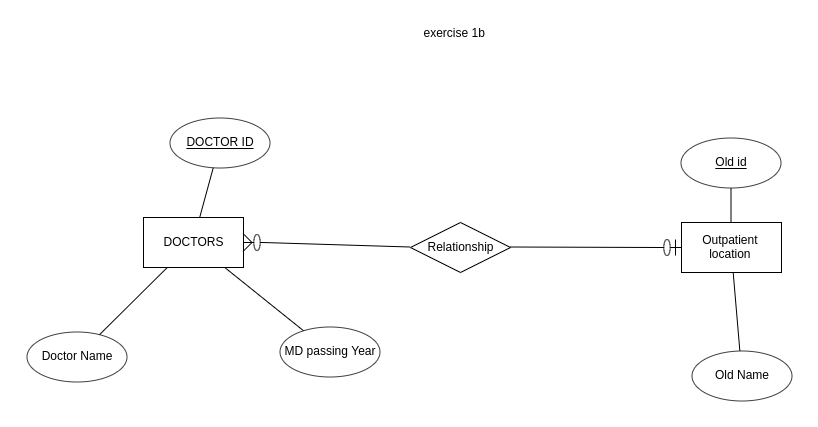 exercise 1b
DOCTOR ID
Old id
DOCTORS
Relationship
Outpatient
location
Doctor Name
MD passing Year
Old Name